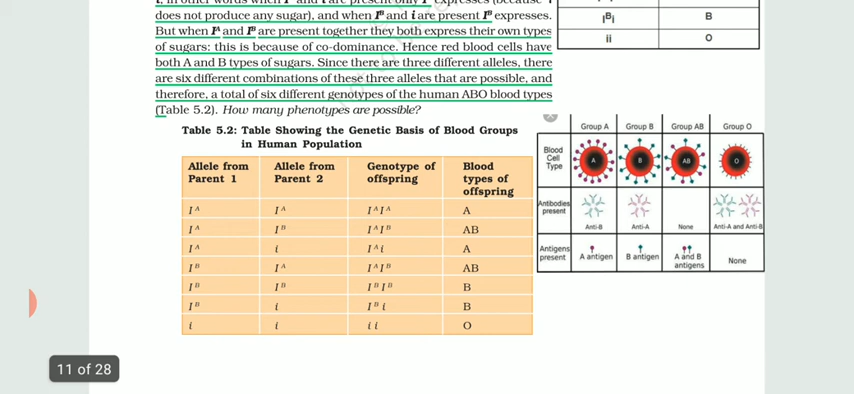 does not produce any sugar), and when Iᴮ and i are present Iᴮ expresses.
But when Iᴬ and Iᴮ are present together they both express their own types
of sugars: this is because of co-dominance. Hence red blood cells have
both A and B types of sugars. Since there are three different alleles, there
are six different combinations of these three alleles that are possible, and
therefore, a total of six different genotypes of the human ABO blood types
(Table 5.2). How many phenotypes are possible?
IᴮI B
ii O
Table 5.2: Table Showing the Genetic Basis of Blood Groups
in Human Population
Allele from Parent 1 Allele from Parent 2 Genotype of offspring Blood types of offspring
Iᴬ Iᴬ IᴬIᴬ A
Iᴬ Iᴮ IᴬIᴮ AB
Iᴬ i Iᴬi A
Iᴮ Iᴬ IᴬIᴮ AB
Iᴮ Iᴮ IᴮIᴮ B
Iᴮ i Iᴮi B
i i i i O
Group A Group B Group AB Group O
Blood Cell Type A B AB O
Antibodies present Anti-B Anti-A None Anti-A and Anti-B
Antigens present A antigen B antigen A and B antigens None
11 of 28